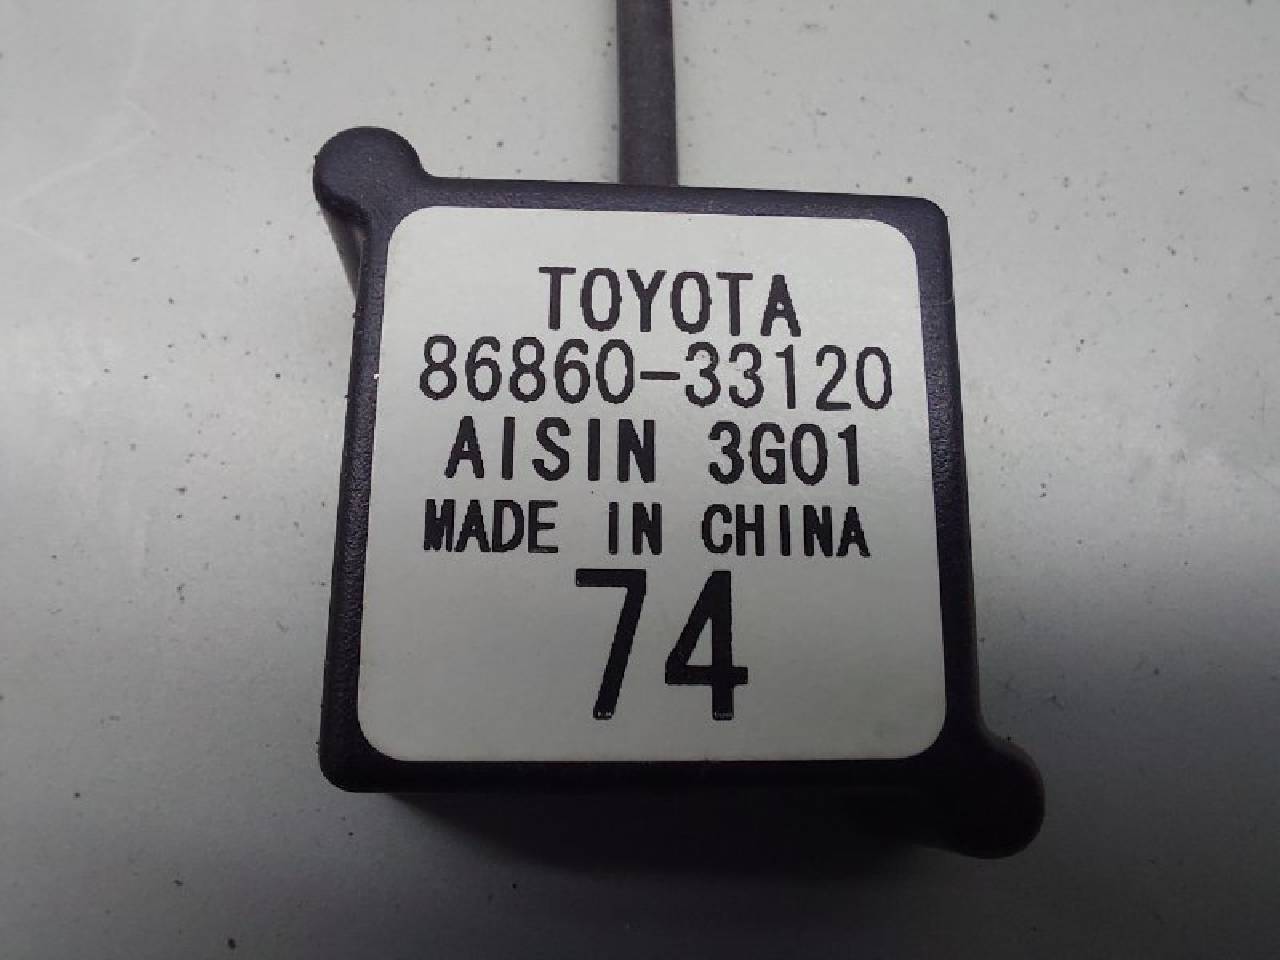 TOYOTA
86860-33120
AISIN 3G01
MADE IN CHINA
74